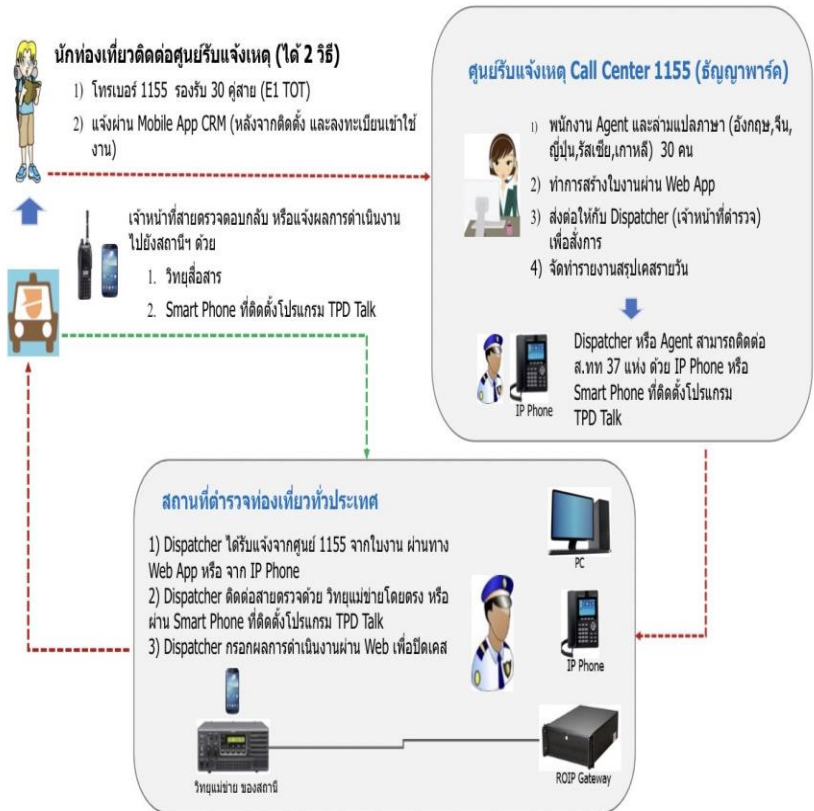 นักท่องเที่ยวติดต่อศูนย์รับแจ้งเหตุ (ได้ 2 วิธี)
1) โทรเบอร์ 1155 รองรับ 30 คู่สาย (E1 TOT)
2) แจ้งผ่าน Mobile App CRM (หลังจากติดตั้ง และลงทะเบียนเข้าใช้
งาน)
เจ้าหน้าที่สายตรวจตอบกลับ หรือแจ้งผลการดำเนินงาน
ไปยังสถานีฯ ด้วย
1. วิทยุสื่อสาร
2. Smart Phone ที่ติดตั้งโปรแกรม TPD Talk
ศูนย์รับแจ้งเหตุ Call Center 1155 (ธัญญาพาร์ค)
1) พนักงาน Agent และล่ามแปลภาษา (อังกฤษ,จีน,
ญี่ปุ่น,รัสเซีย,เกาหลี) 30 คน
2) ทำการสร้างใบงานผ่าน Web App
3) ส่งต่อให้กับ Dispatcher (เจ้าหน้าที่ตำรวจ)
เพื่อสั่งการ
4) จัดทำรายงานสรุปเคสรายวัน
Dispatcher หรือ Agent สามารถติดต่อ
ส.ทท 37 แห่ง ด้วย IP Phone หรือ
Smart Phone ที่ติดตั้งโปรแกรม
TPD Talk
IP Phone
สถานที่ตำรวจท่องเที่ยวทั่วประเทศ
1) Dispatcher ได้รับแจ้งจากศูนย์ 1155 จากใบงาน ผ่านทาง
Web App หรือ จาก IP Phone
2) Dispatcher ติดต่อสายตรวจด้วย วิทยุแม่ข่ายโดยตรง หรือ
ผ่าน Smart Phone ที่ติดตั้งโปรแกรม TPD Talk
3) Dispatcher กรอกผลการดำเนินงานผ่าน Web เพื่อปิดเคส
PC
IP Phone
วิทยุแม่ข่าย ของสถานี
ROIP Gateway